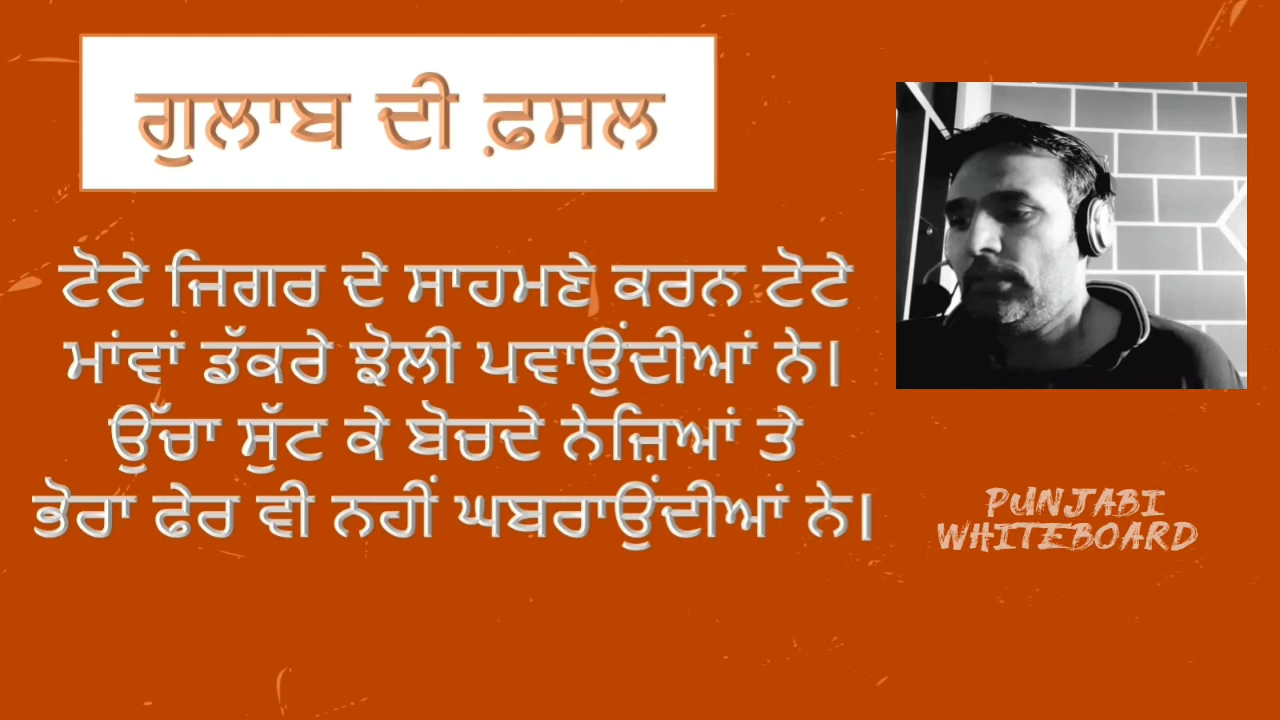 ਗੁਲਾਬ ਦੀ ਫ਼ਸਲ
ਟੋਟੇ ਜਿਗਰ ਦੇ ਸਾਹਮਣੇ ਕਰਨ ਟੋਟੇ
ਮਾਂਵਾਂ ਡੱਕਰੇ ਝੋਲੀ ਪਵਾਉਂਦੀਆਂ ਨੇ।
ਉੱਚਾ ਸੁੱਟ ਕੇ ਬੋਚਦੇ ਨੇਜ਼ਿਆਂ ਤੇ
ਭੋਰਾ ਫੇਰ ਵੀ ਨਹੀਂ ਘਬਰਾਉਂਦੀਆਂ ਨੇ।
PUNJABI
WHITEBOARD